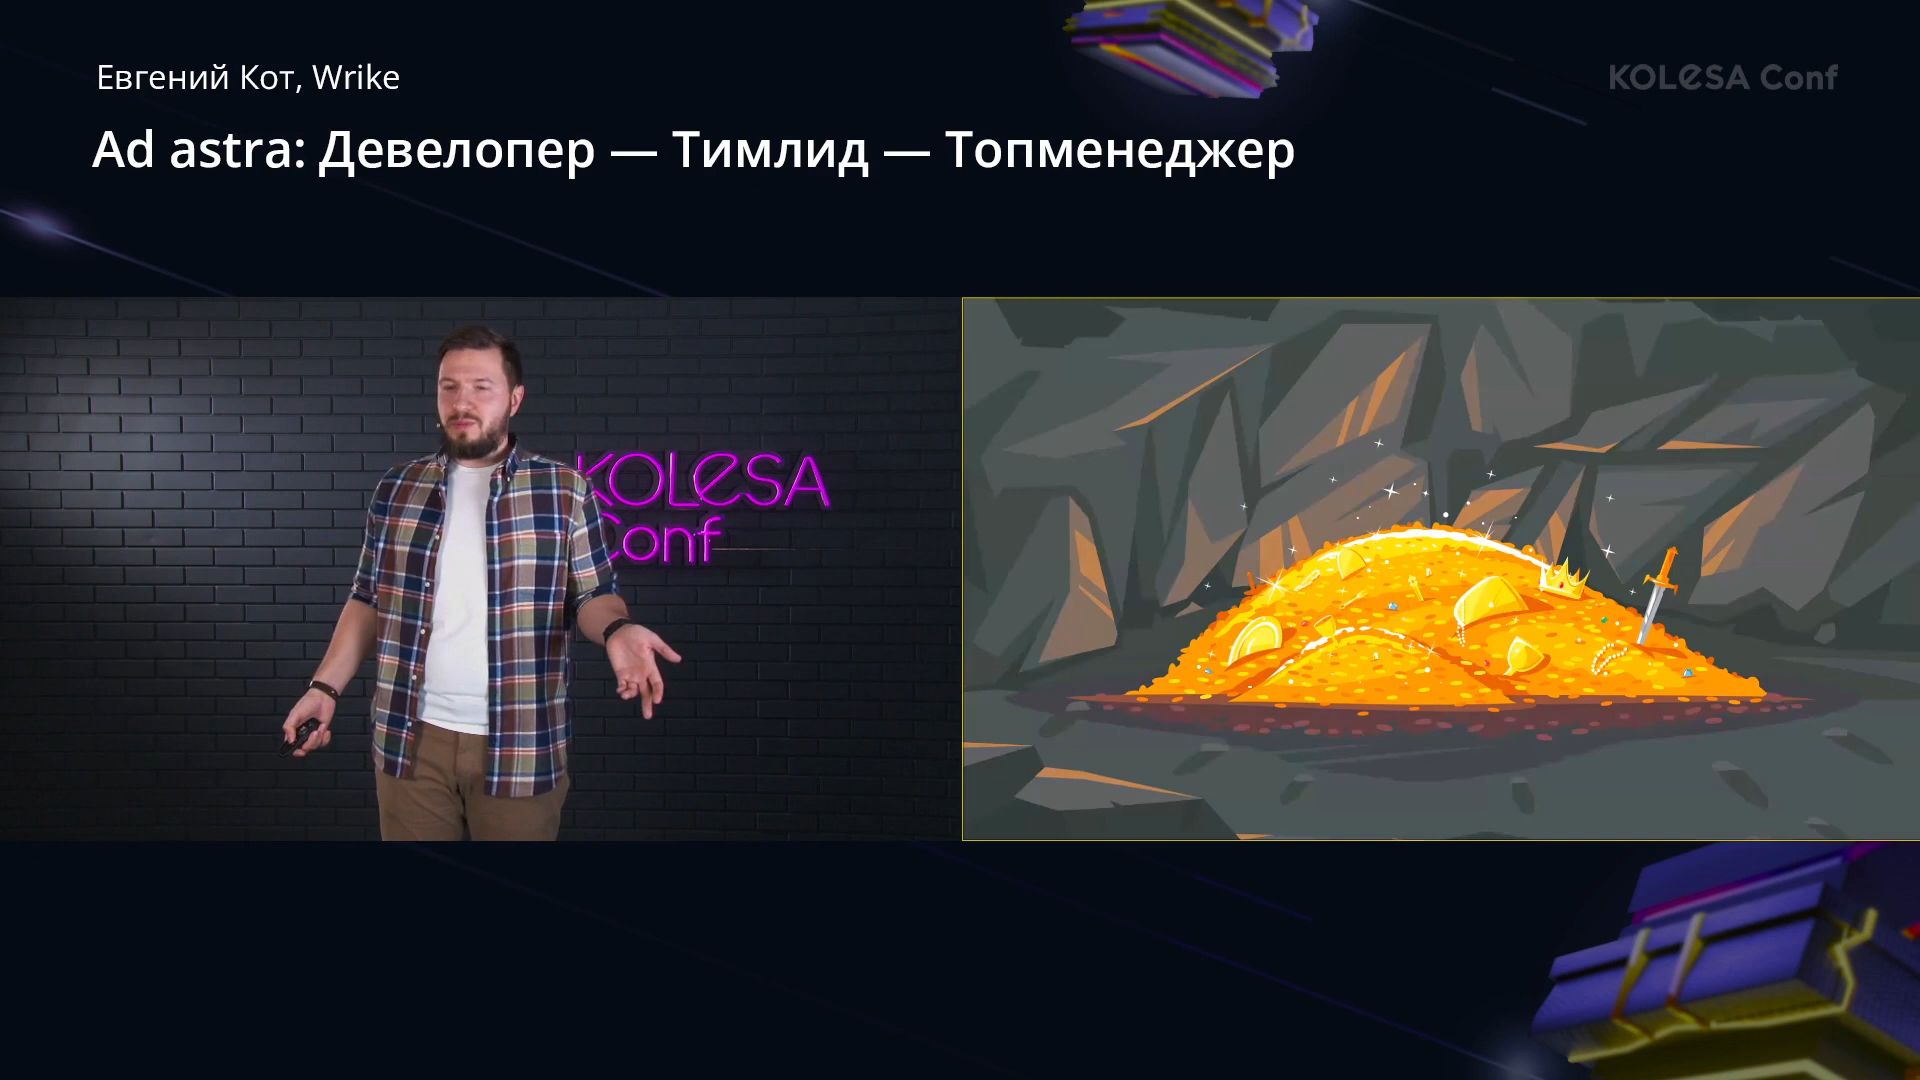 Евгений Кот, Wrike
KOLESA Conf
Ad astra: Девелопер — Тимлид — Топменеджер
KOLESA
Conf